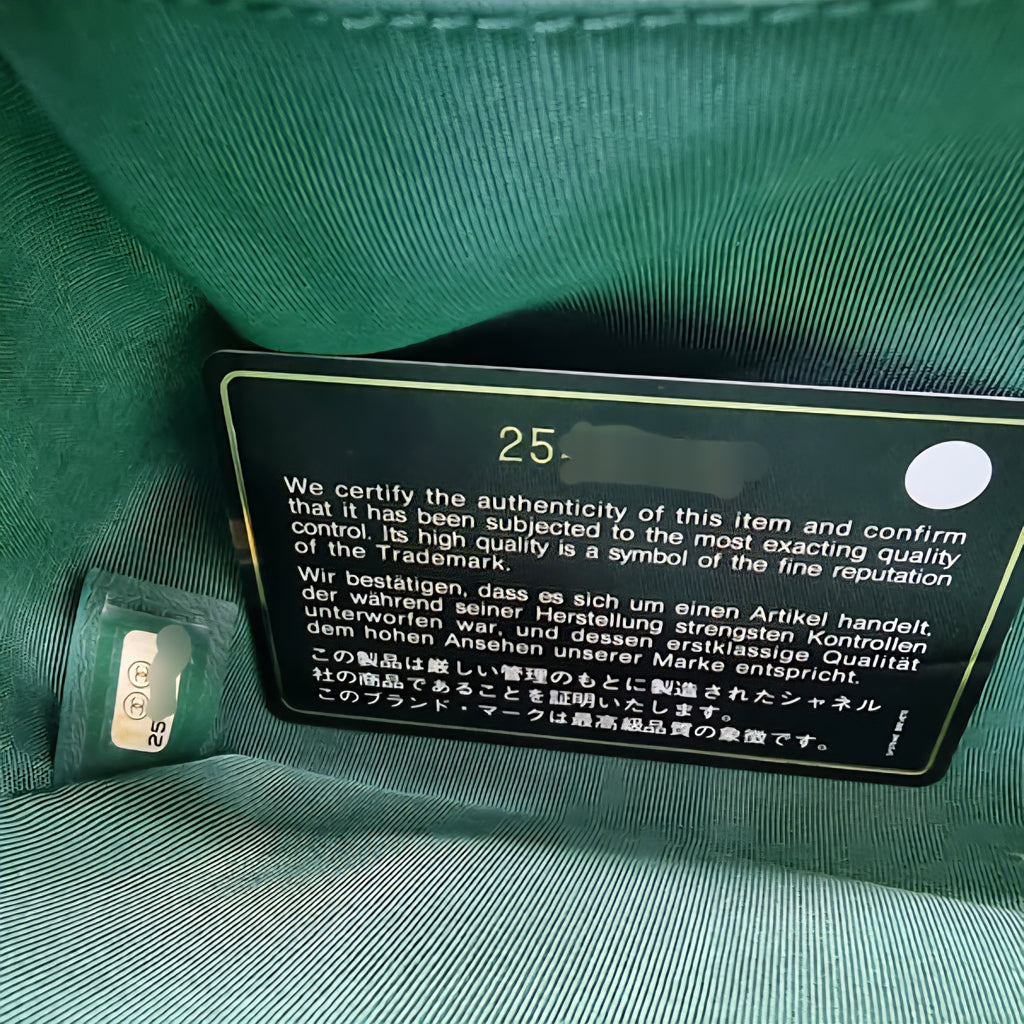 25
We certify the authenticity of this item and confirm
that it has been subjected to the most exacting quality
control. Its high quality is a symbol of the fine reputation
of the Trademark.
Wir bestätigen, dass es sich um einen Artikel handelt,
der während seiner Herstellung strengsten Kontrollen
unterworfen war, und dessen erstklassige Qualität
dem hohen Ansehen unserer Marke entspricht.
この製品は厳しい管理のもとに製造されたシャネル
社の商品であることを証明いたします。
このブランド・マークは最高級品質の象徴です。
25